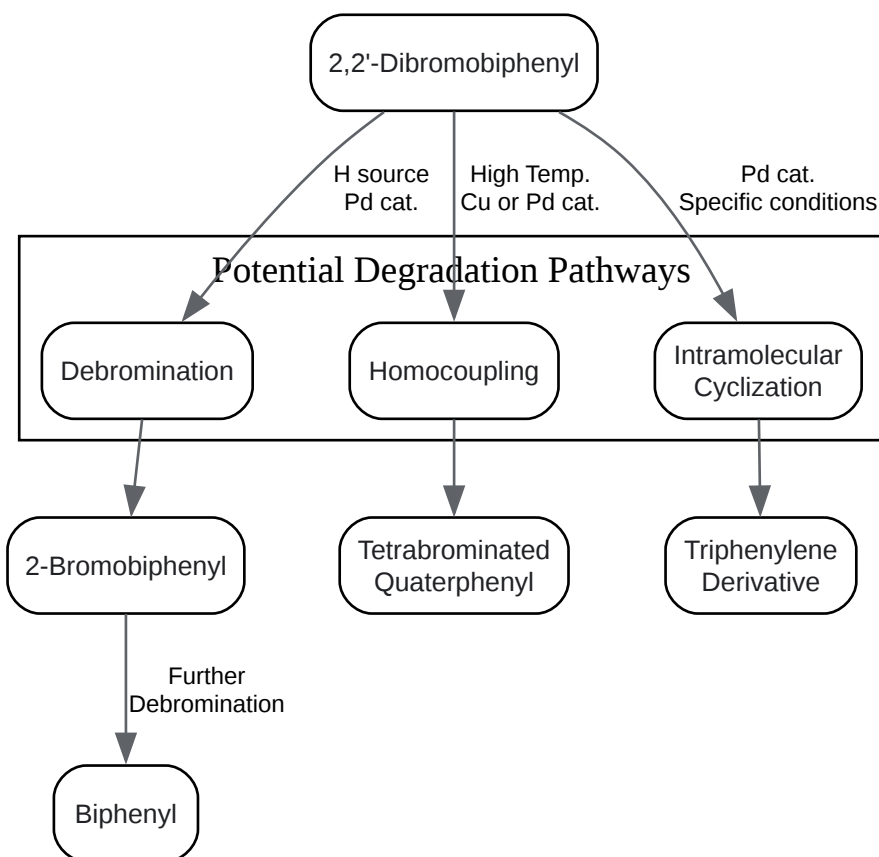 2,2'-Dibromobiphenyl
H source
Pd cat.
High Temp.
Cu or Pd cat.
Pd cat.
Specific conditions
Potential Degradation Pathways
Debromination
Homocoupling
Intramolecular
Cyclization
2-Bromobiphenyl
Tetrabrominated
Quaterphenyl
Triphenylene
Derivative
Further
Debromination
Biphenyl